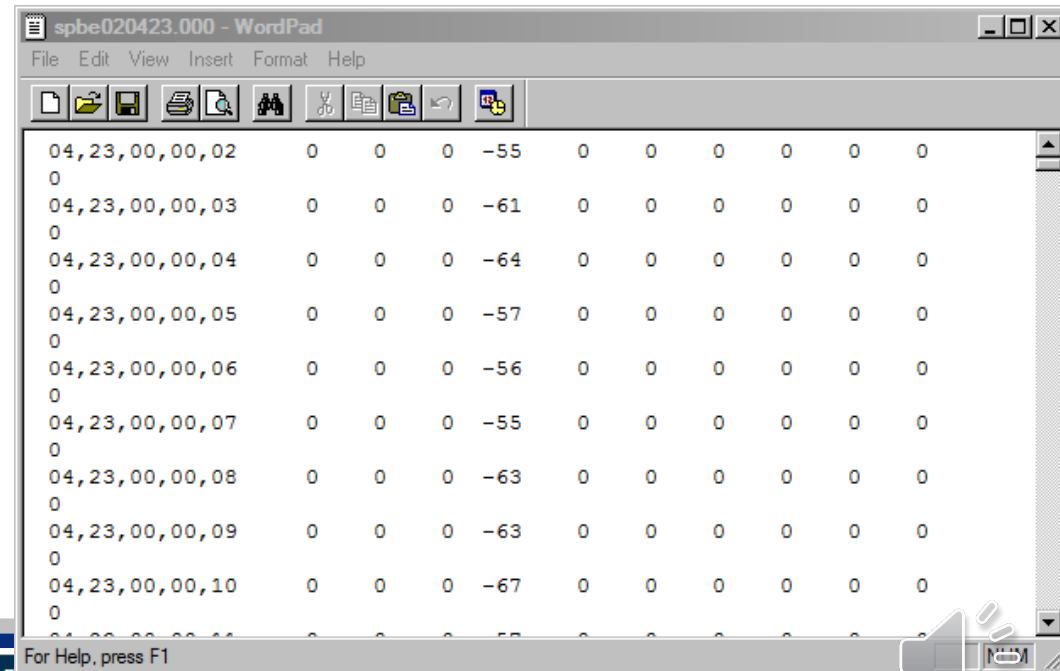 spbe020423.000 - WordPad
File Edit View Insert Format Help
04,23,00,00,02 0 0 0 -55 0 0 0 0 0 0
0
04,23,00,00,03 0 0 0 -61 0 0 0 0 0 0
0
04,23,00,00,04 0 0 0 -64 0 0 0 0 0 0
0
04,23,00,00,05 0 0 0 -57 0 0 0 0 0 0
0
04,23,00,00,06 0 0 0 -56 0 0 0 0 0 0
0
04,23,00,00,07 0 0 0 -55 0 0 0 0 0 0
0
04,23,00,00,08 0 0 0 -63 0 0 0 0 0 0
0
04,23,00,00,09 0 0 0 -63 0 0 0 0 0 0
0
04,23,00,00,10 0 0 0 -67 0 0 0 0 0 0
0
For Help, press F1
NUM